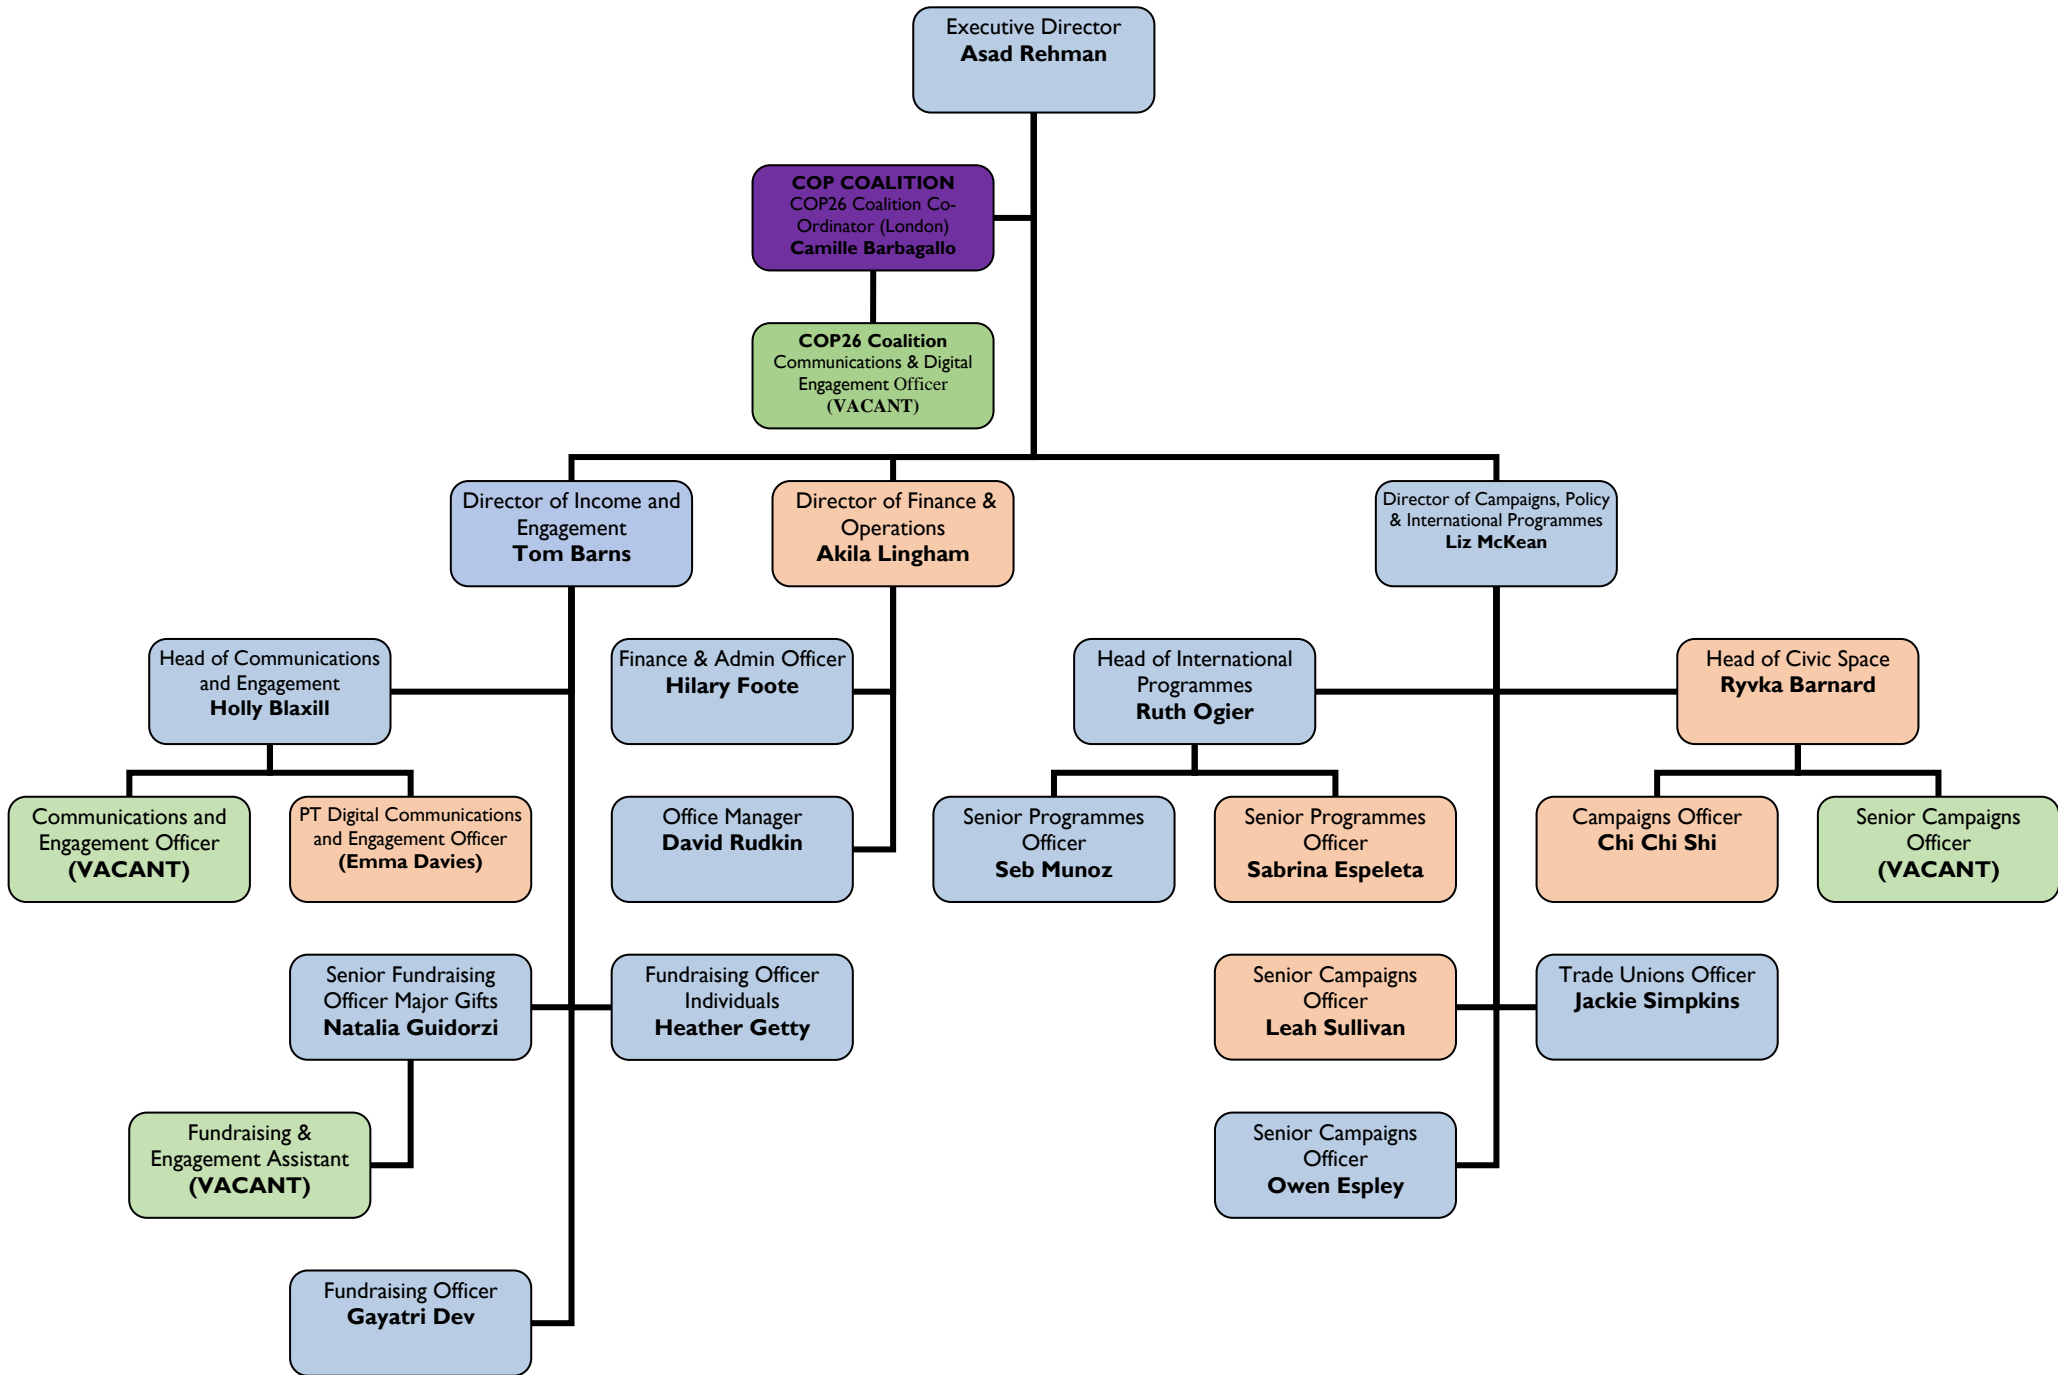 Executive Director
Asad Rehman
COP COALITION
COP26 Coalition Co-
Ordinator (London)
Camille Barbagallo
COP26 Coalition
Communications & Digital
Engagement Officer
(VACANT)
Director of Income and
Engagement
Tom Barns
Director of Finance &
Operations
Akila Lingham
Director of Campaigns, Policy
& International Programmes
Liz McKean
Head of Communications
and Engagement
Holly Blaxill
Finance & Admin Officer
Hilary Foote
Head of International
Programmes
Ruth Ogier
Head of Civic Space
Ryvka Barnard
Communications and
Engagement Officer
(VACANT)
PT Digital Communications
and Engagement Officer
(Emma Davies)
Office Manager
David Rudkin
Senior Programmes
Officer
Seb Munoz
Senior Programmes
Officer
Sabrina Espeleta
Campaigns Officer
Chi Chi Shi
Senior Campaigns
Officer
(VACANT)
Senior Fundraising
Officer Major Gifts
Natalia Guidorzi
Fundraising Officer
Individuals
Heather Getty
Senior Campaigns
Officer
Leah Sullivan
Trade Unions Officer
Jackie Simpkins
Fundraising &
Engagement Assistant
(VACANT)
Senior Campaigns
Officer
Owen Espley
Fundraising Officer
Gayatri Dev